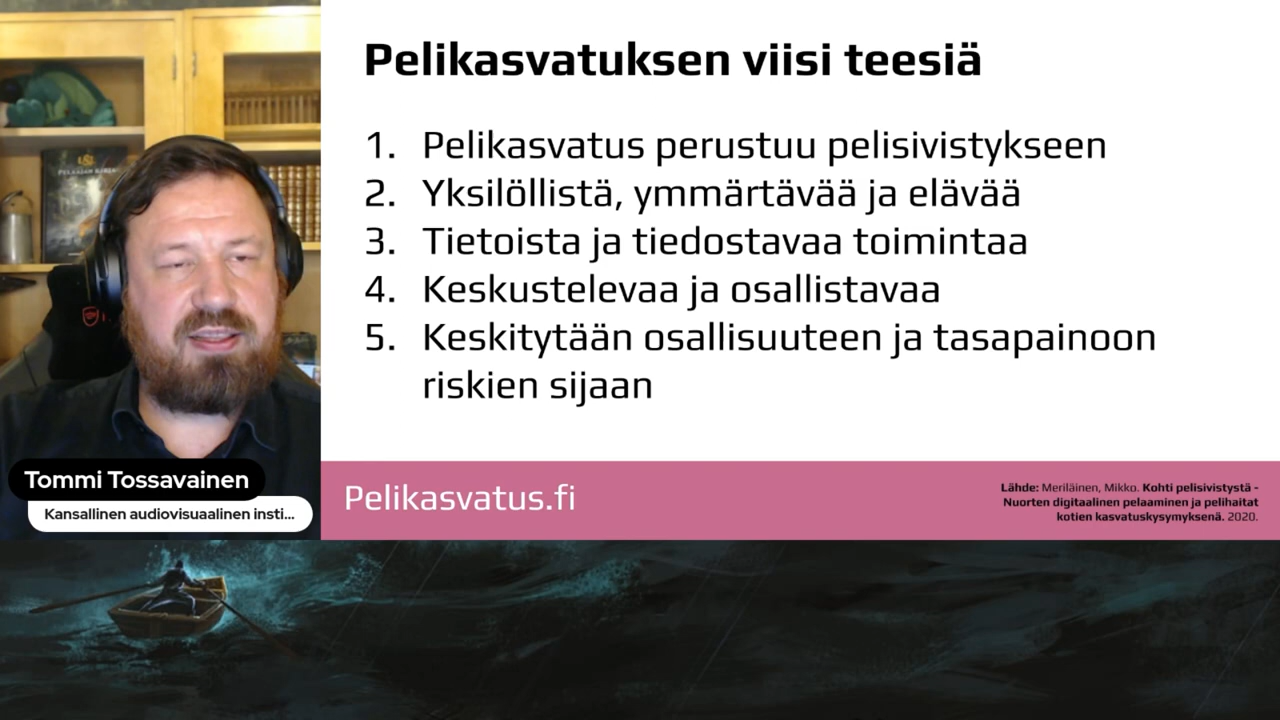 Pelikasvatuksen viisi teesiä
1. Pelikasvatus perustuu pelisivistykseen
2. Yksilöllistä, ymmärtävää ja elävää
3. Tietoista ja tiedostavaa toimintaa
4. Keskustelevaa ja osallistavaa
5. Keskitytään osallisuuteen ja tasapainoon
riskien sijaan
Tommi Tossavainen
Kansallinen audiovisuaalinen insti...
Pelikasvatus.fi
Lähde: Meriläinen, Mikko. Kohti pelisivistystä -
Nuorten digitaalinen pelaaminen ja pelihaitat
kotien kasvatuskysymyksenä. 2020.